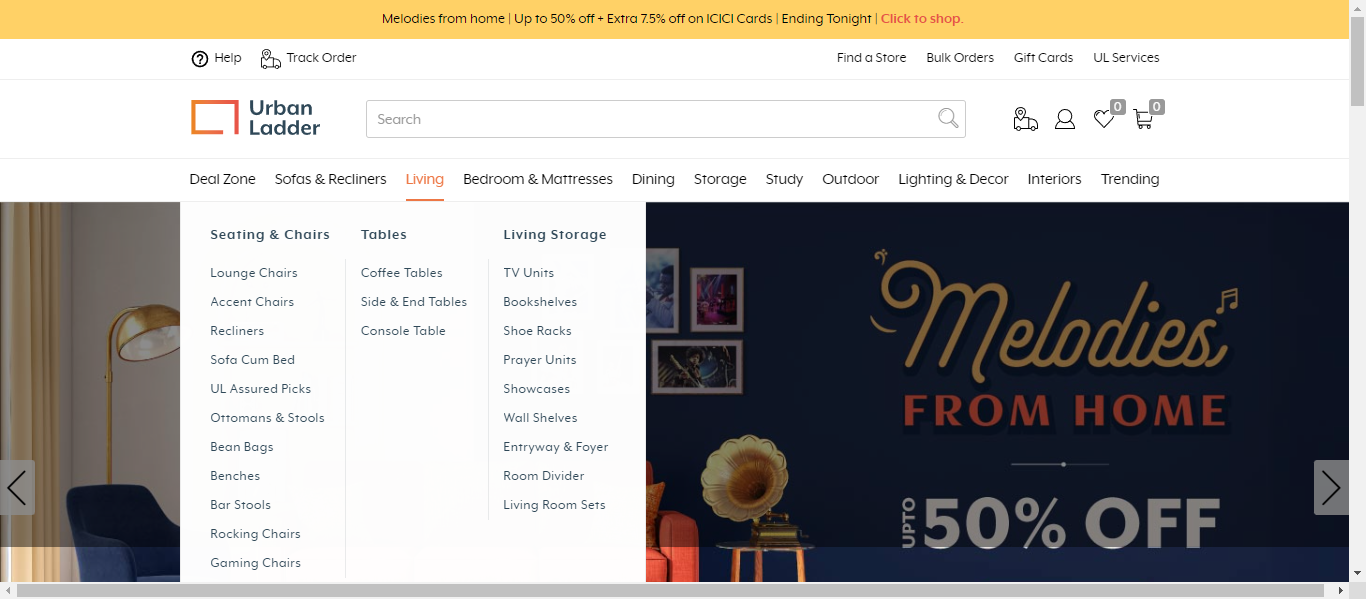 Melodies from home | Up to 50% off + Extra 7.5% off on ICICI Cards | Ending Tonight | Click to shop.
Help Track Order Find a Store Bulk Orders Gift Cards UL Services
Urban
Ladder
Search
0 0
Deal Zone Sofas & Recliners Living Bedroom & Mattresses Dining Storage Study Outdoor Lighting & Decor Interiors Trending
Seating & Chairs
Lounge Chairs
Accent Chairs
Recliners
Sofa Cum Bed
UL Assured Picks
Ottomans & Stools
Bean Bags
Benches
Bar Stools
Rocking Chairs
Gaming Chairs
Tables
Coffee Tables
Side & End Tables
Console Table
Living Storage
TV Units
Bookshelves
Shoe Racks
Prayer Units
Showcases
Wall Shelves
Entryway & Foyer
Room Divider
Living Room Sets
Melodies
FROM HOME
UPTO 50% OFF